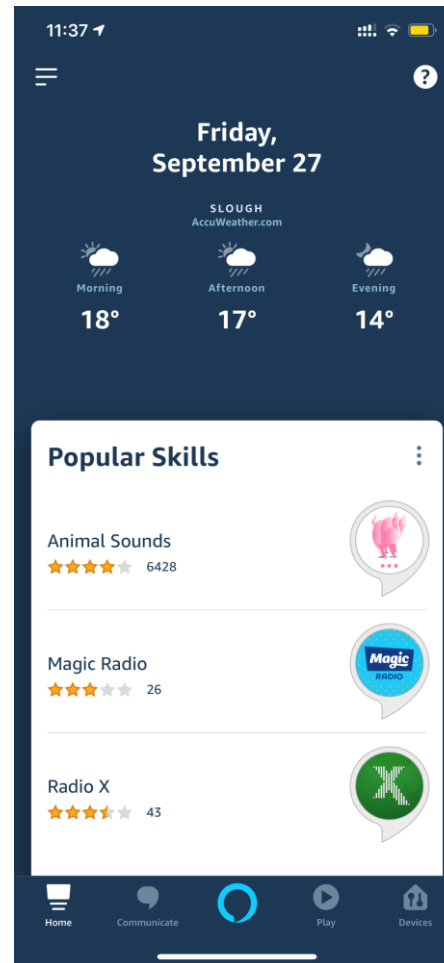 11:37
?
Friday,
September 27
SLOUGH
AccuWeather.com
Morning Afternoon Evening
18° 17° 14°
Popular Skills
Animal Sounds
6428
Magic Radio
26
Magic
RADIO
Radio X
43
X
Home Communicate Play Devices